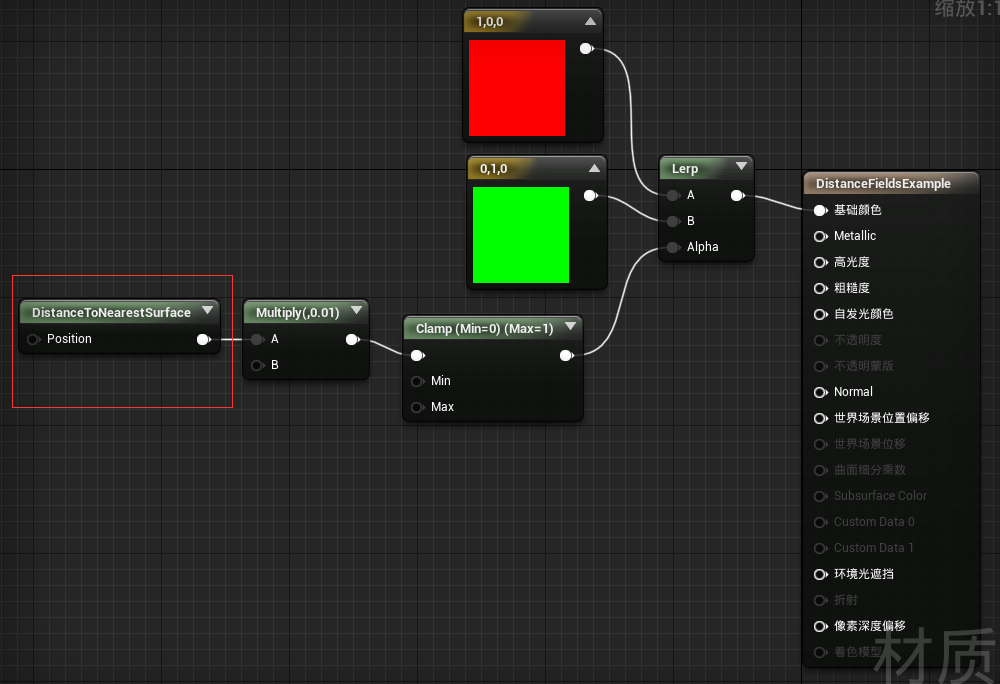 缩放1:1
1,0,0
0,1,0
Lerp
A
B
Alpha
DistanceToNearestSurface
Position
Multiply(,0.01)
A
B
Clamp (Min=0) (Max=1)
Min
Max
DistanceFieldsExample
基础颜色
Metallic
高光度
粗糙度
自发光颜色
不透明度
不透明蒙版
Normal
世界场景位置偏移
世界场景位移
曲面细分乘数
Subsurface Color
Custom Data 0
Custom Data 1
环境光遮挡
折射
像素深度偏移
着色模型
材质